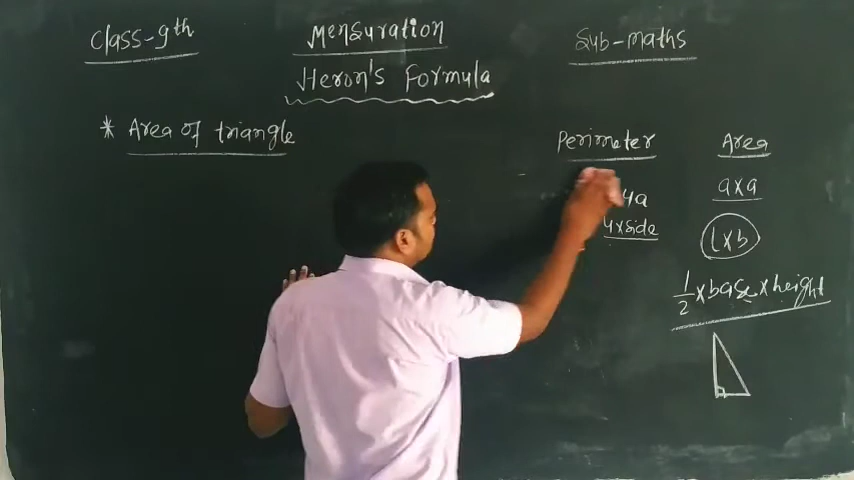 Class-9th
Mensuration
Sub-maths
Heron's Formula
* Area of triangle
Perimeter
Area
4a
a×a
4×side
l×b
1/2×base×height